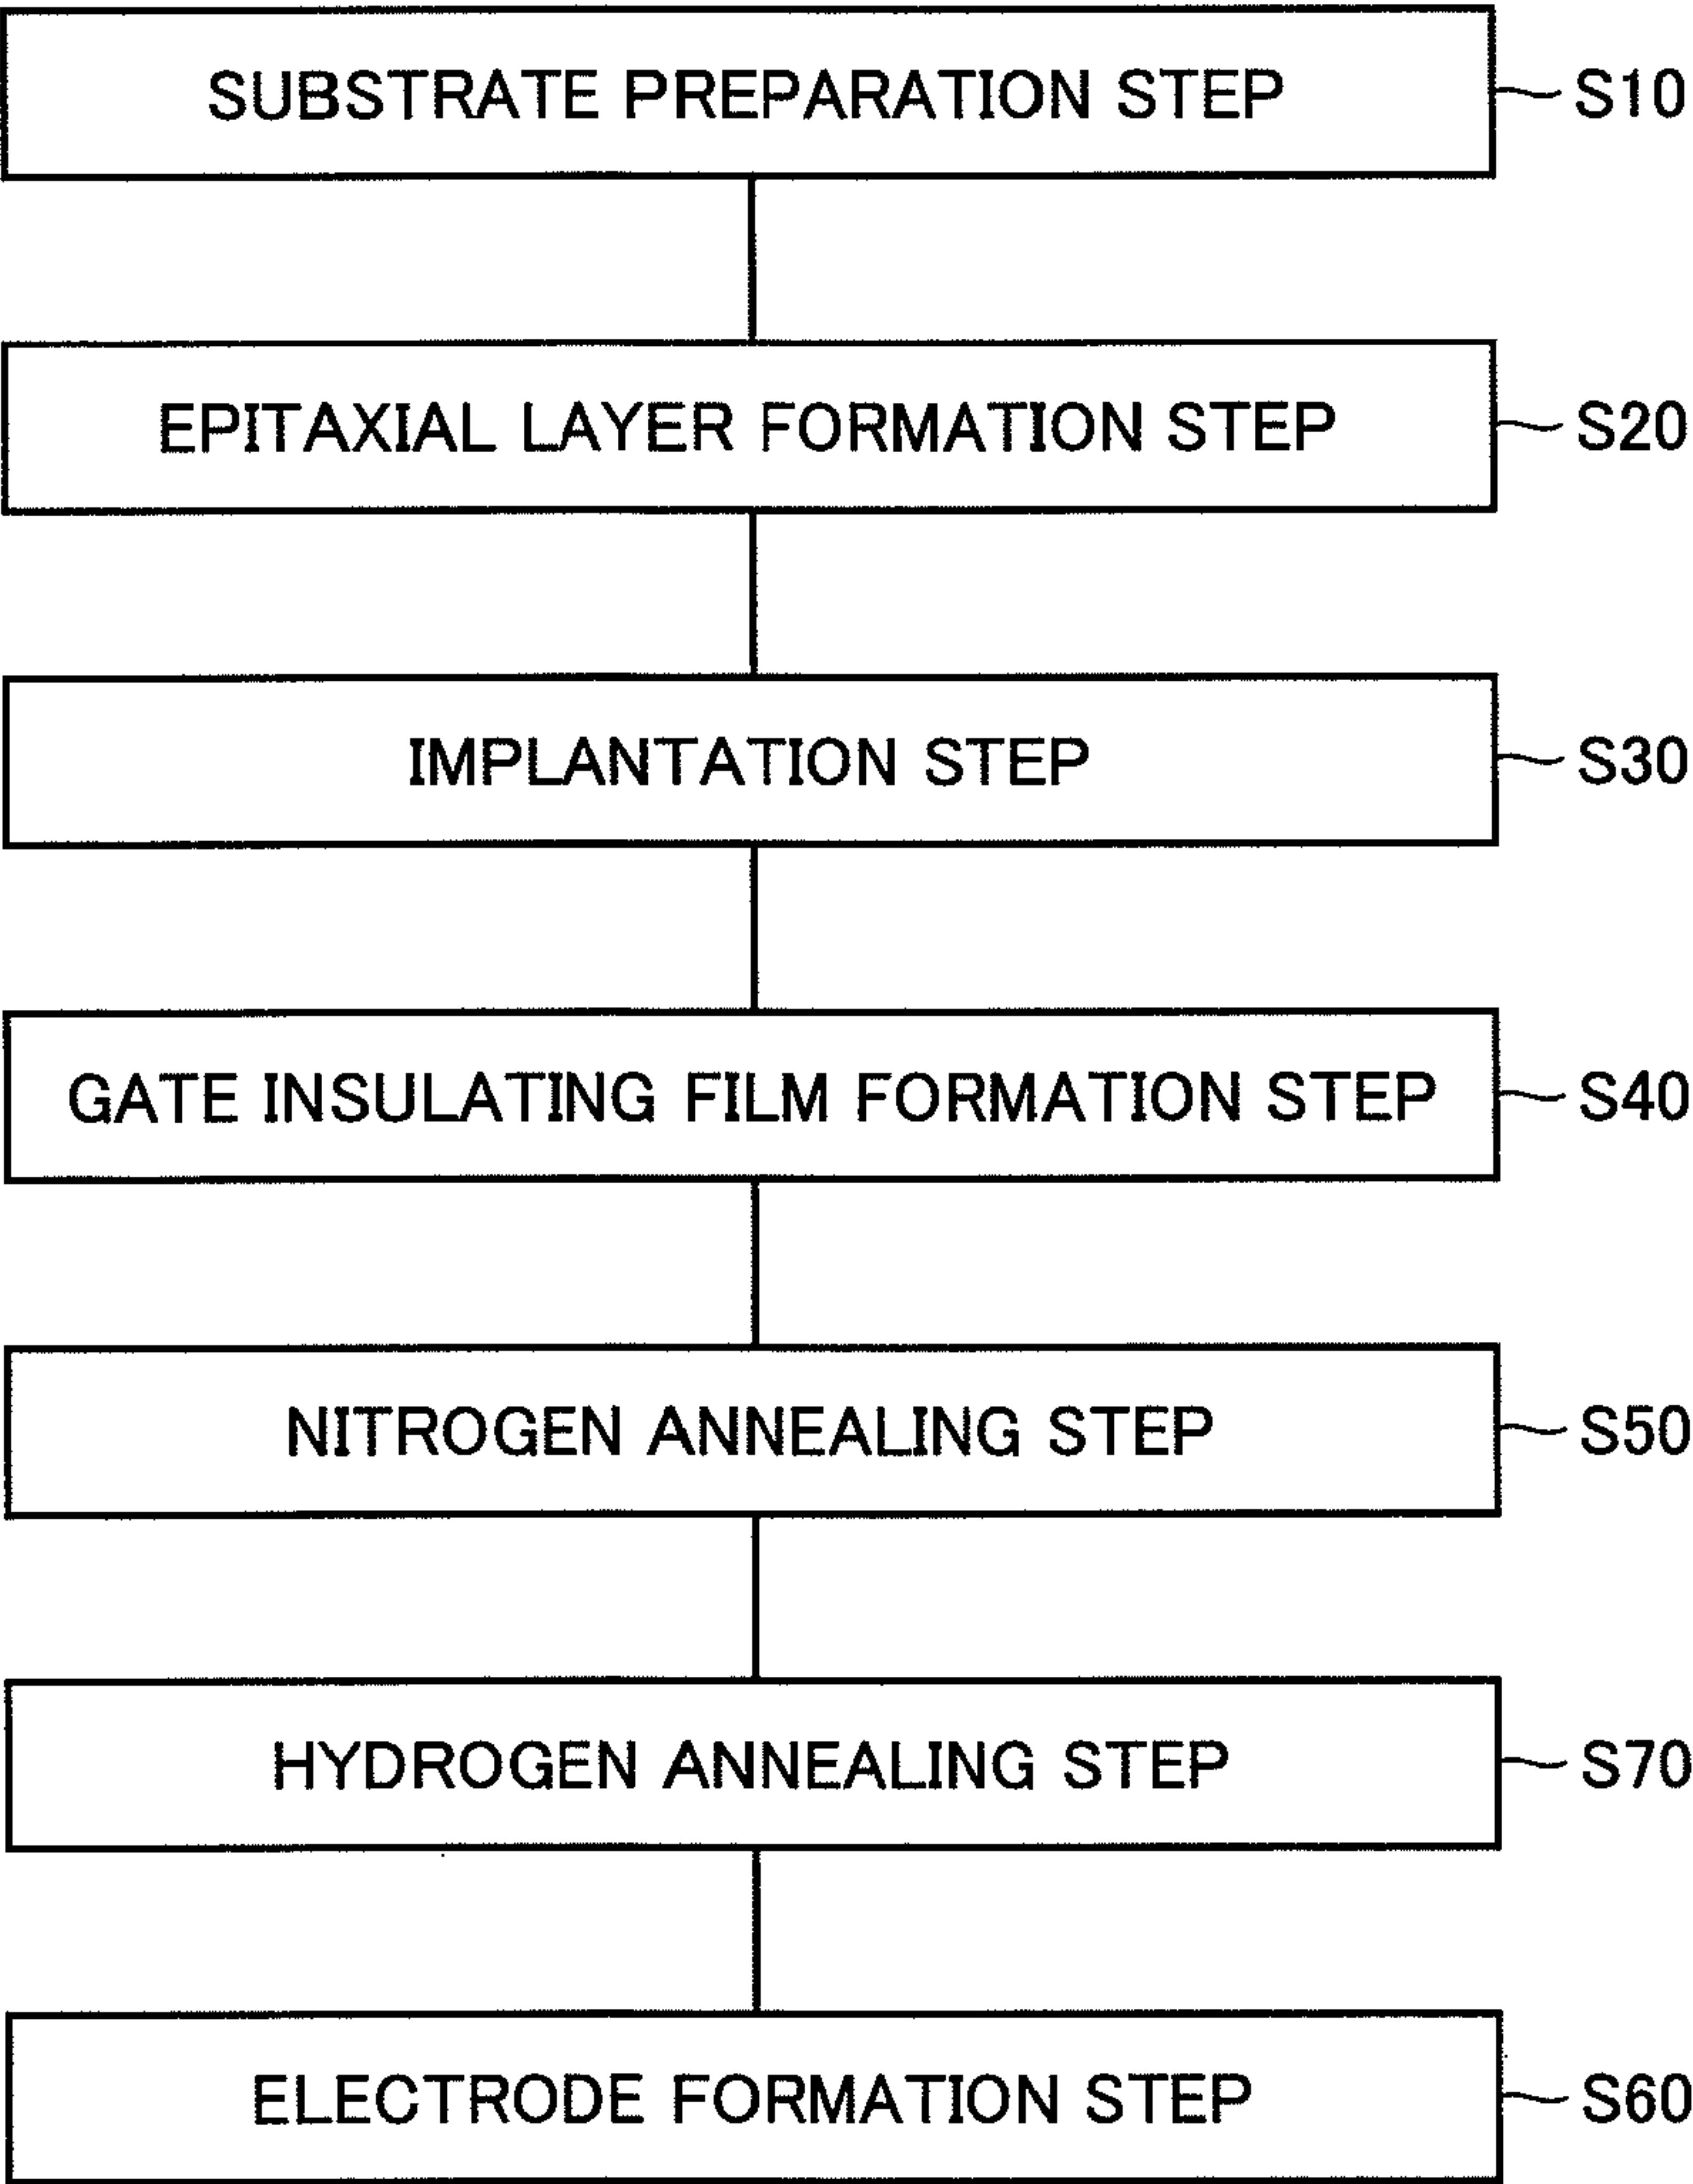 SUBSTRATE PREPARATION STEP S10
EPITAXIAL LAYER FORMATION STEP S20
IMPLANTATION STEP S30
GATE INSULATING FILM FORMATION STEP S40
NITROGEN ANNEALING STEP S50
HYDROGEN ANNEALING STEP S70
ELECTRODE FORMATION STEP S60